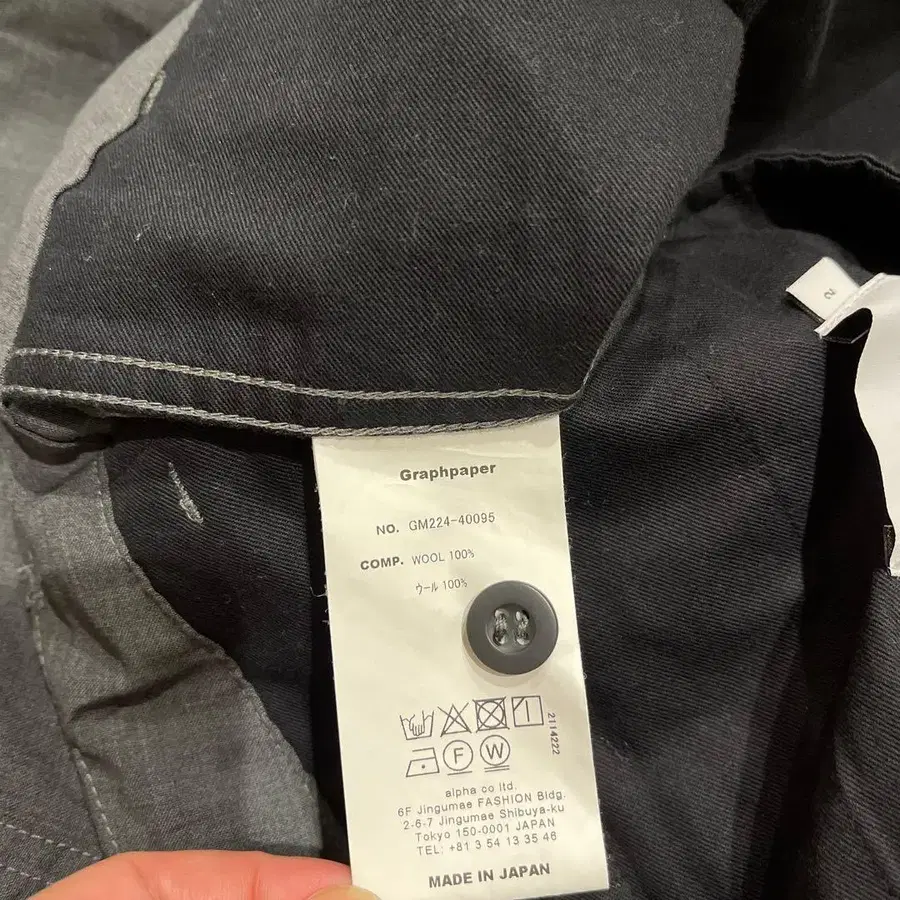 Graphpaper
NO. GM224-40095
COMP. WOOL 100%
ウール 100%
2114222
F W
alpha co ltd.
6F Jingumae FASHION Bldg.
2-6-7 Jingumae Shibuya-ku
Tokyo 150-0001 JAPAN
TEL: +81 3 54 13 35 46
MADE IN JAPAN
2